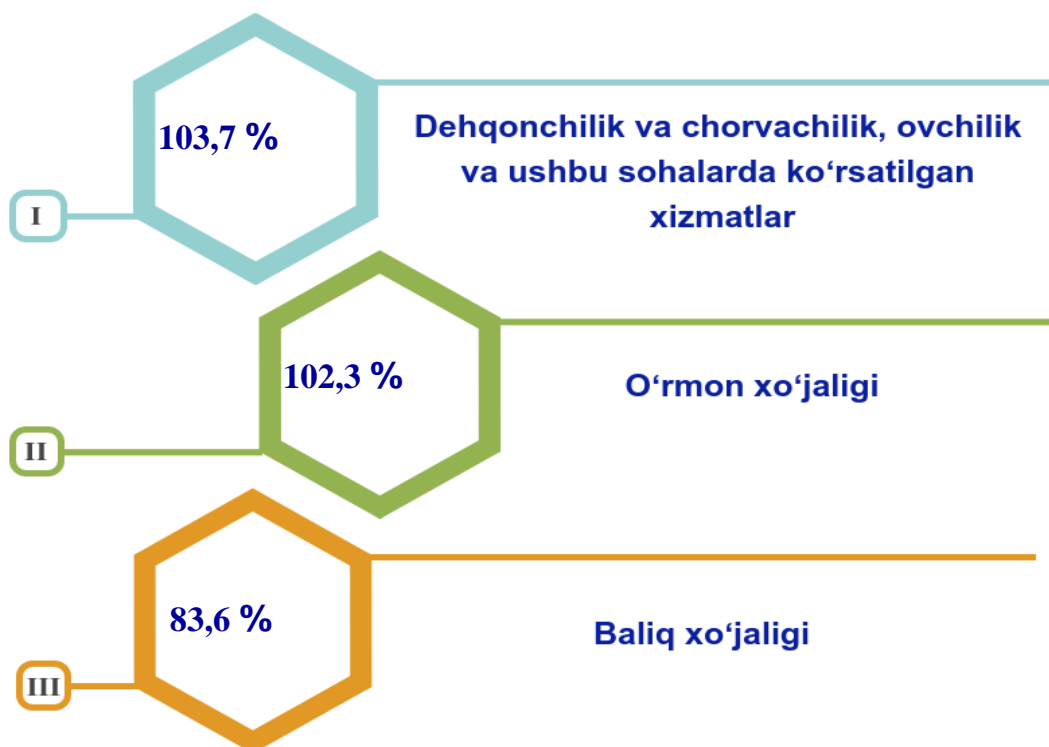 103,7 %
Dehqonchilik va chorvachilik, ovchilik
va ushbu sohalarda ko‘rsatilgan
xizmatlar
I
102,3 %
O‘rmon xo‘jaligi
II
83,6 %
Baliq xo‘jaligi
III